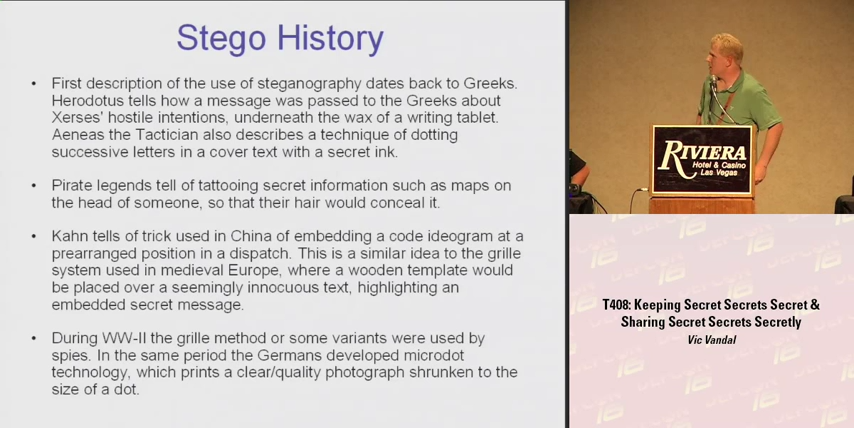 Stego History
• First description of the use of steganography dates back to Greeks.
Herodotus tells how a message was passed to the Greeks about
Xerses' hostile intentions, underneath the wax of a writing tablet.
Aeneas the Tactician also describes a technique of dotting
successive letters in a cover text with a secret ink.
• Pirate legends tell of tattooing secret information such as maps on
the head of someone, so that their hair would conceal it.
• Kahn tells of trick used in China of embedding a code ideogram at a
prearranged position in a dispatch. This is a similar idea to the grille
system used in medieval Europe, where a wooden template would
be placed over a seemingly innocuous text, highlighting an
embedded secret message.
• During WW-II the grille method or some variants were used by
spies. In the same period the Germans developed microdot
technology, which prints a clear/quality photograph shrunken to the
size of a dot.
RIVIERA
Hotel & Casino
Las Vegas
T408: Keeping Secret Secrets Secret &
Sharing Secret Secrets Secretly
Vic Vandal